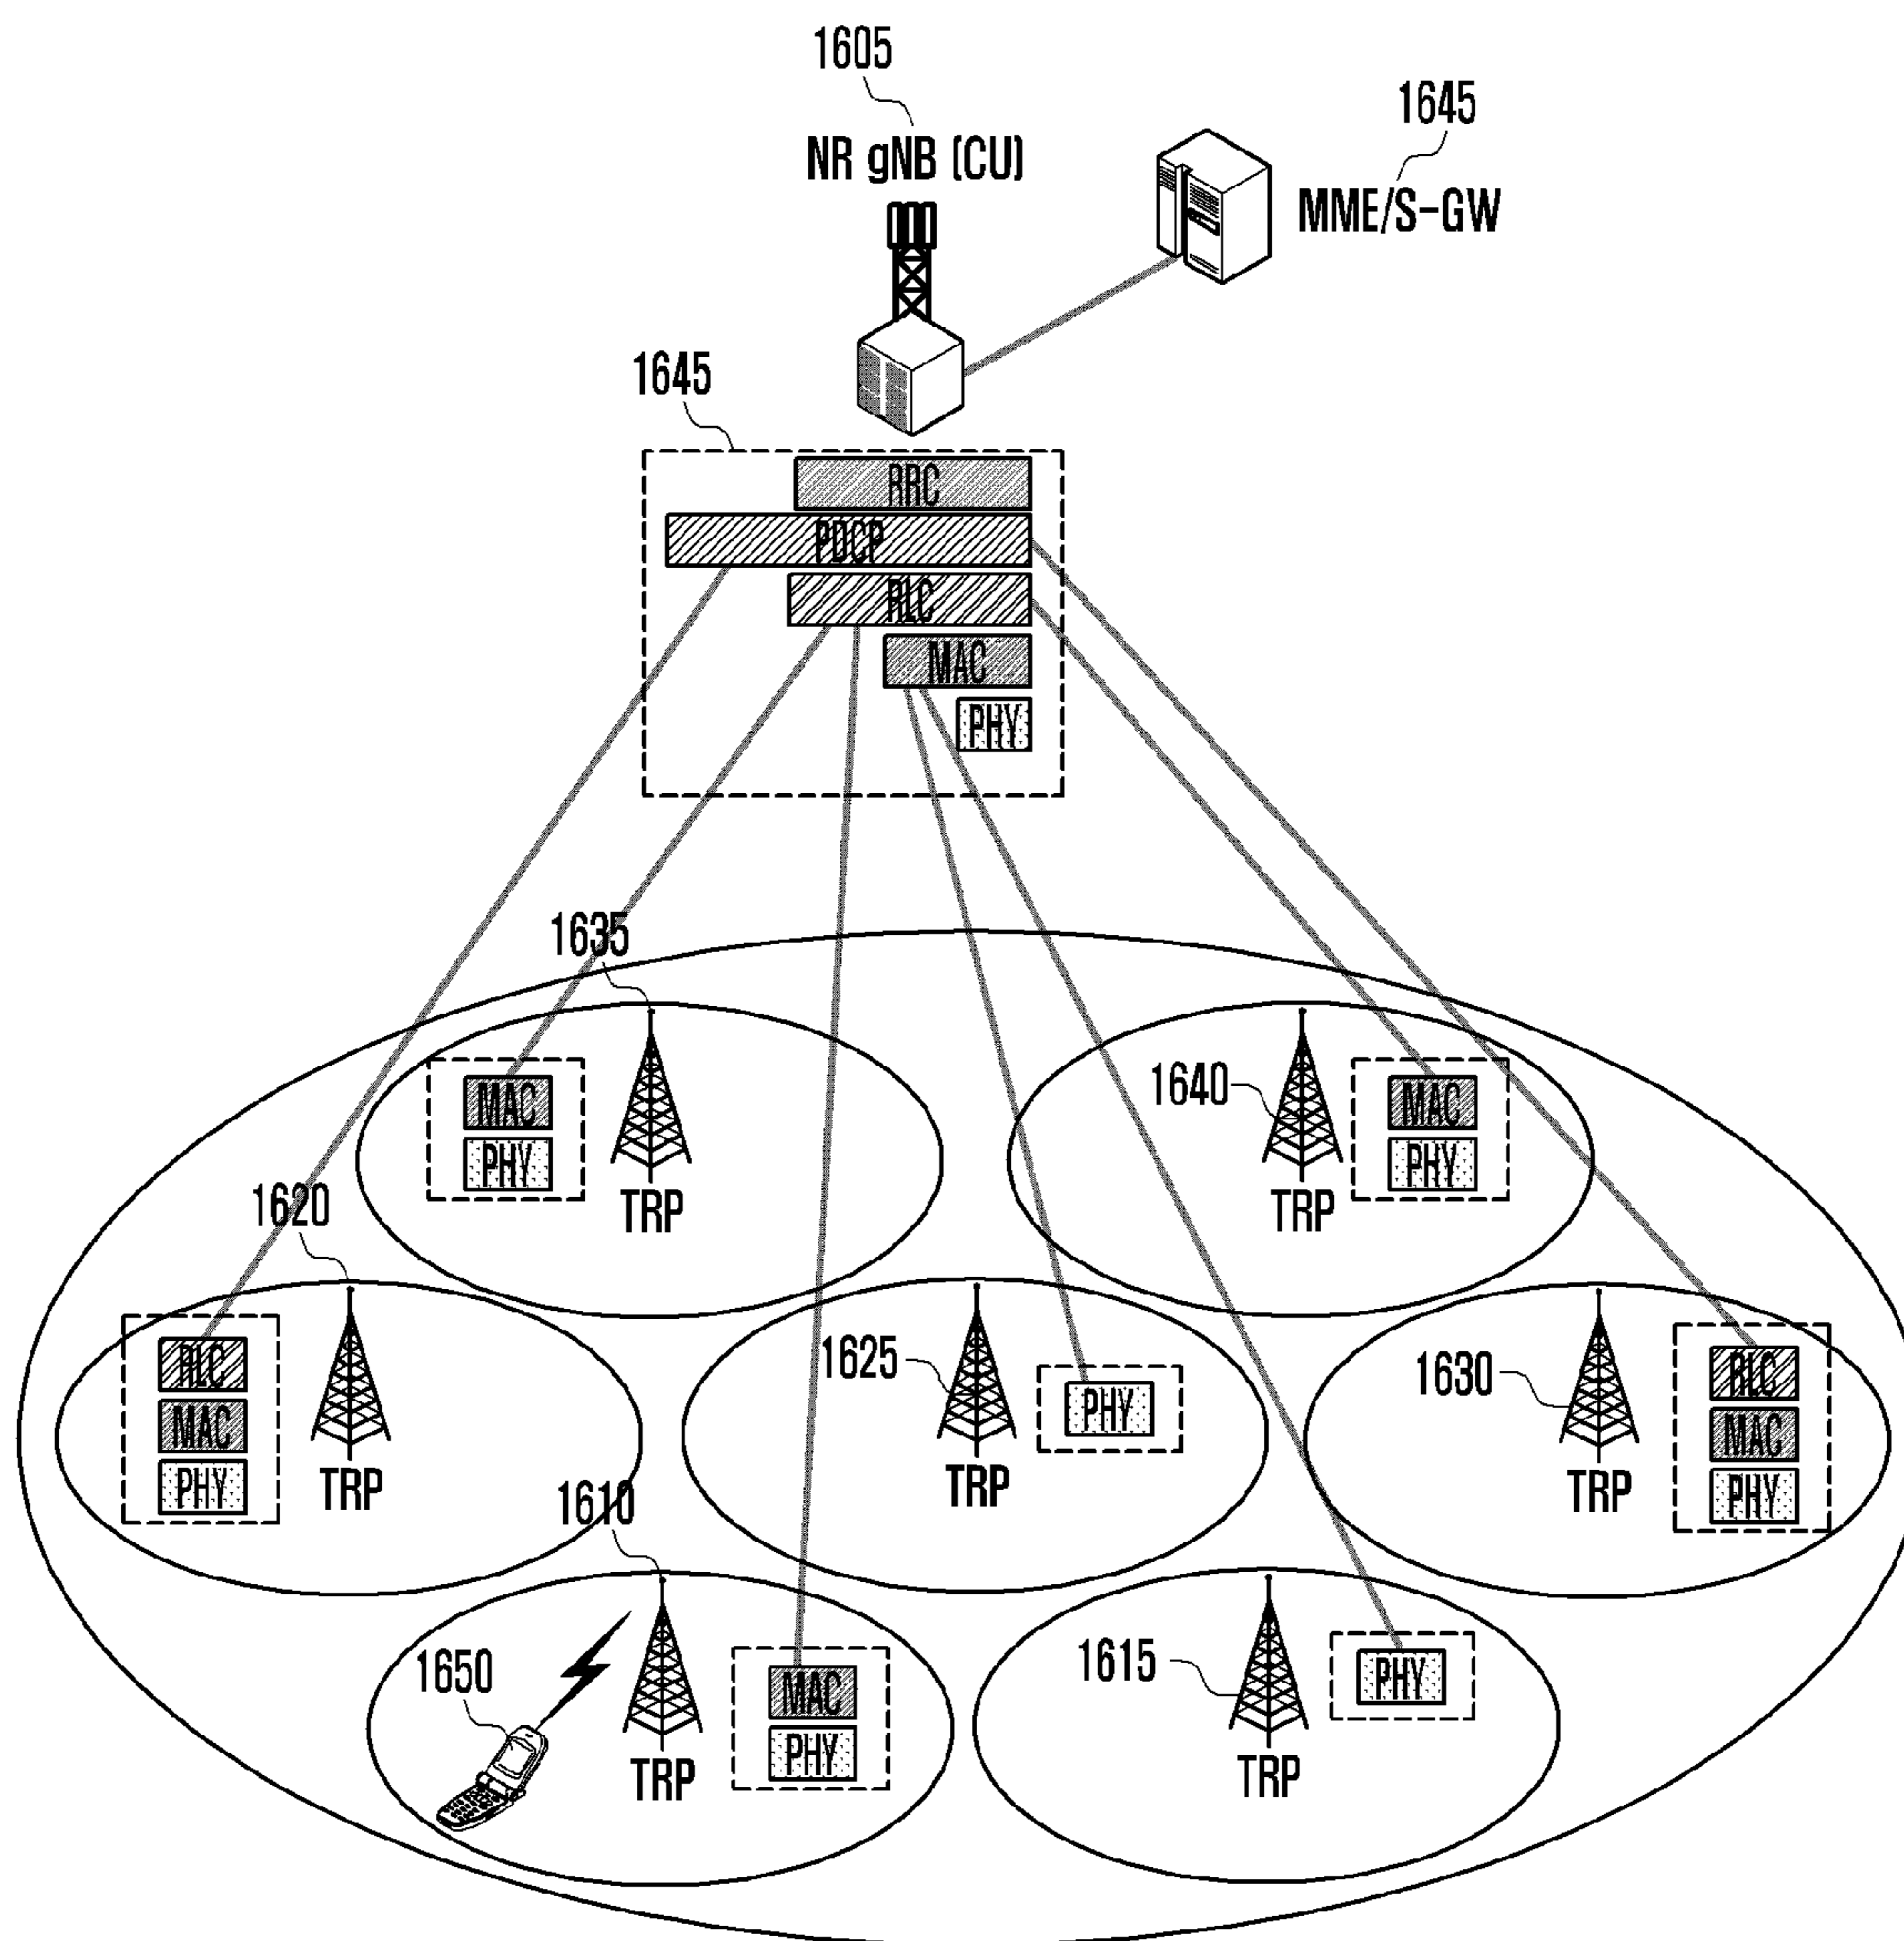 1605
NR gNB (CU)
1645
MME/S-GW
1645
RRC
PDCP
RLC
MAC
PHY
1635
MAC
PHY
TRP
1640
MAC
PHY
TRP
1620
RLC
MAC
PHY
TRP
1625
PHY
TRP
1630
RLC
MAC
PHY
TRP
1610
1650
MAC
PHY
TRP
1615
PHY
TRP